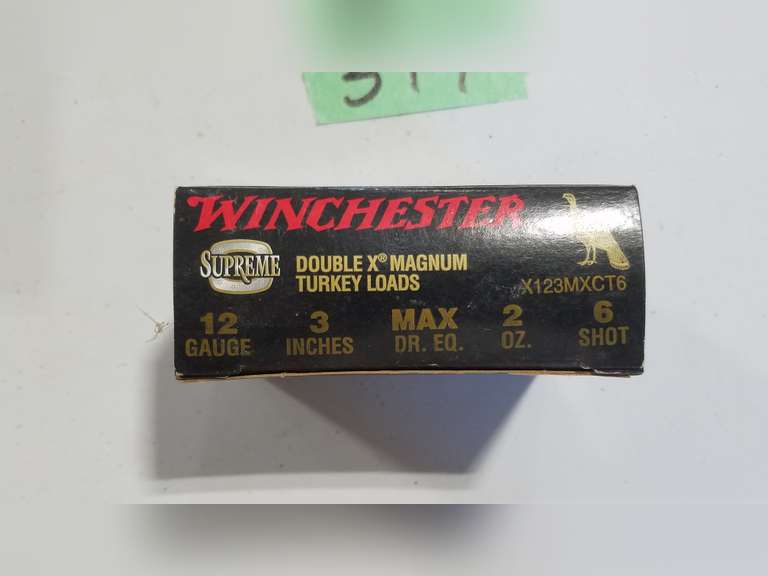 WINCHESTER
SUPREME
DOUBLE X® MAGNUM
TURKEY LOADS
X123MXCT6
12 3 MAX 2 6
GAUGE INCHES DR. EQ. OZ. SHOT